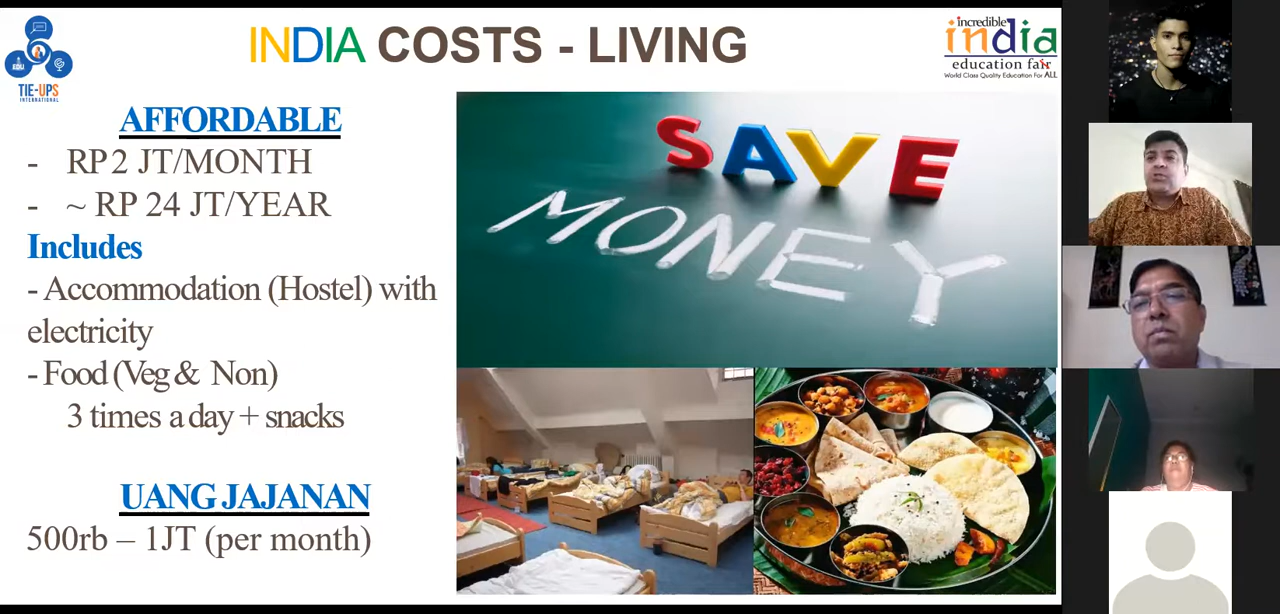 INDIA COSTS - LIVING
TIE-UPS
INTERNATIONAL
EDU
incredible
india
education fair
World Class Quality Education For ALL
AFFORDABLE
- RP 2 JT/MONTH
- ~ RP 24 JT/YEAR
Includes
- Accommodation (Hostel) with
electricity
- Food (Veg & Non)
3 times a day + snacks
UANG JAJANAN
500rb – 1JT (per month)
SAVE
MONEY